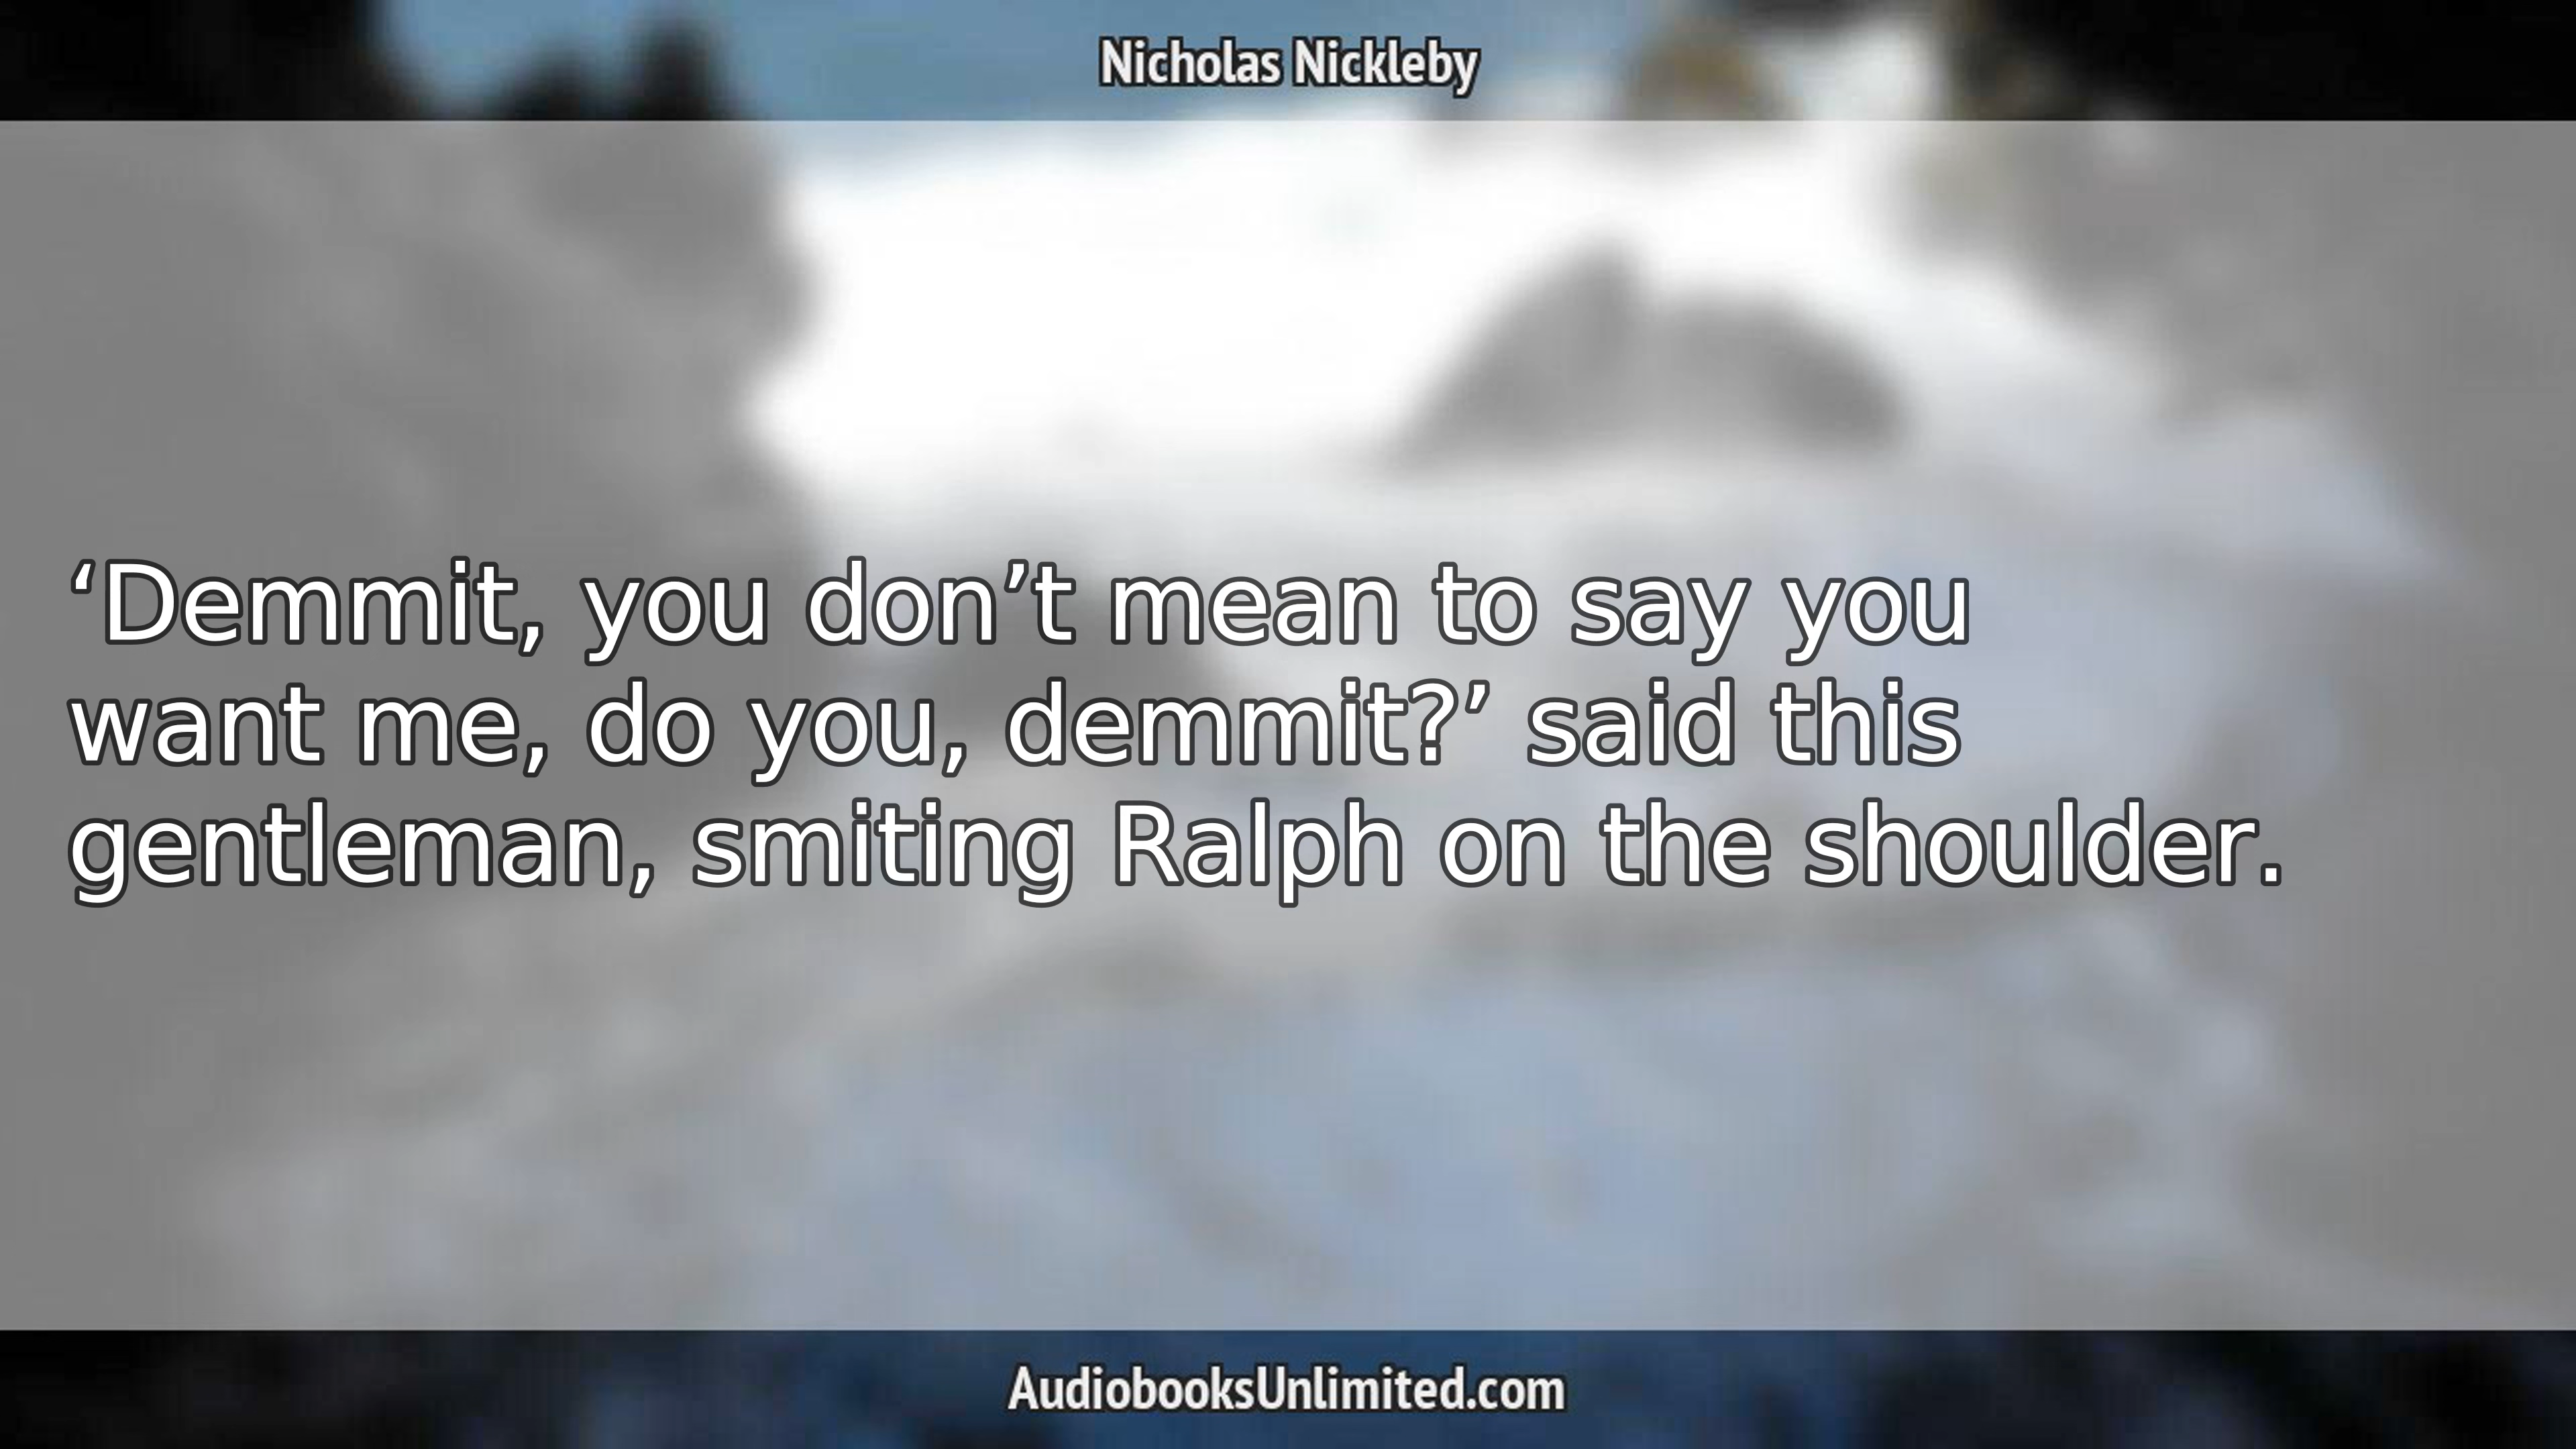 Nicholas Nickleby
‘Demmit, you don’t mean to say you
want me, do you, demmit?’ said this
gentleman, smiting Ralph on the shoulder.
AudiobooksUnlimited.com